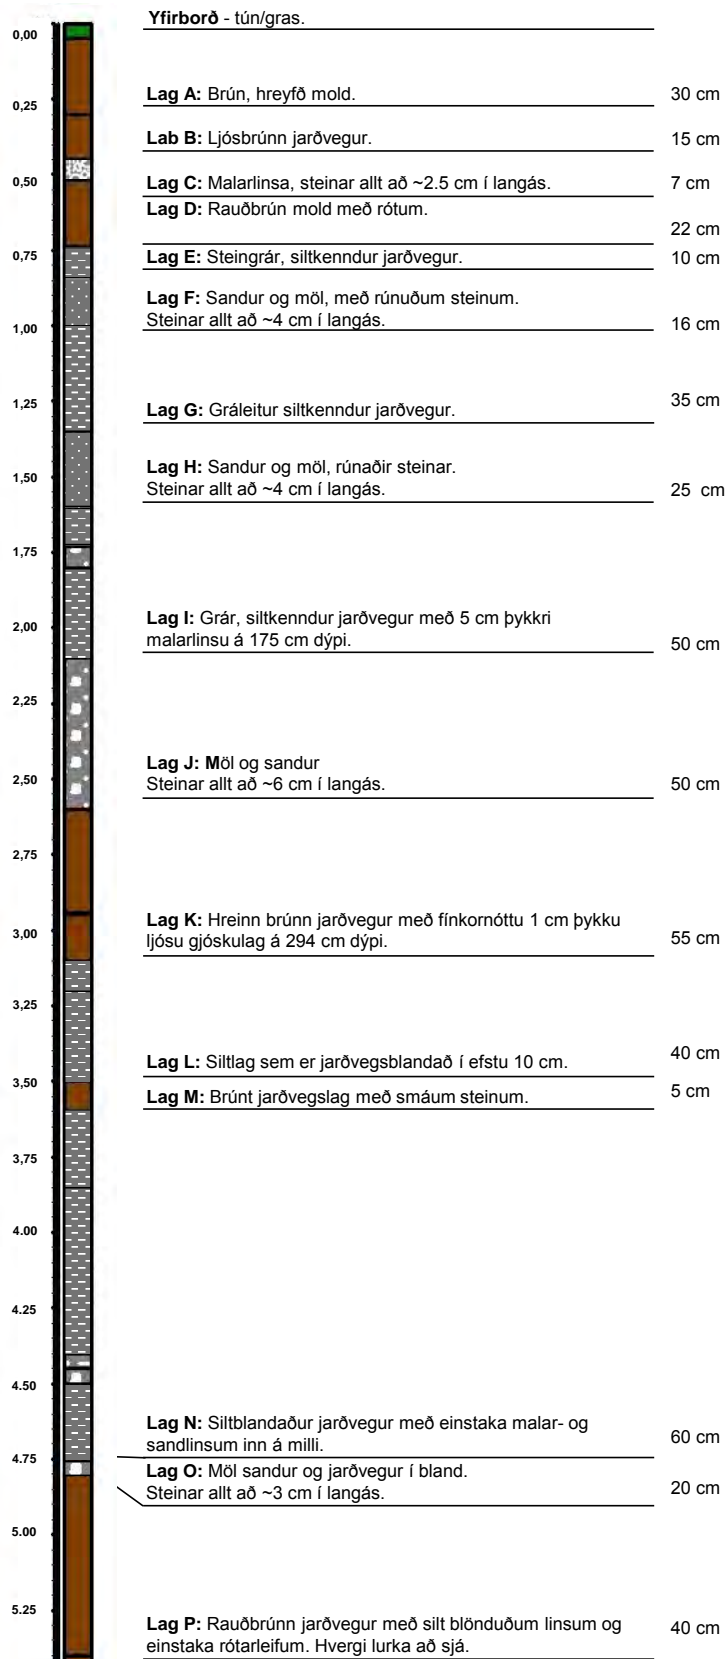 Yfirborð - tún/gras.
0,00
Lag A: Brún, hreyfð mold. 30 cm
0,25
Lab B: Ljósbrúnn jarðvegur. 15 cm
0,50
Lag C: Malarlinsa, steinar allt að ~2.5 cm í langás. 7 cm
Lag D: Rauðbrún mold með rótum.
22 cm
0,75
Lag E: Steingrár, siltkenndur jarðvegur. 10 cm
Lag F: Sandur og möl, með rúnuðum steinum.
Steinar allt að ~4 cm í langás. 16 cm
1,00
35 cm
1,25
Lag G: Gráleitur siltkenndur jarðvegur.
Lag H: Sandur og möl, rúnaðir steinar.
1,50
Steinar allt að ~4 cm í langás. 25 cm
1,75
Lag I: Grár, siltkenndur jarðvegur með 5 cm þykkri
2,00
malarlinsu á 175 cm dýpi. 50 cm
2,25
Lag J: Möl og sandur
2,50
Steinar allt að ~6 cm í langás. 50 cm
2,75
Lag K: Hreinn brúnn jarðvegur með fínkornóttu 1 cm þykku
3,00
ljósu gjóskulag á 294 cm dýpi. 55 cm
3,25
Lag L: Siltlag sem er jarðvegsblandað í efstu 10 cm. 40 cm
3,50
Lag M: Brúnt jarðvegslag með smáum steinum. 5 cm
3,75
4.00
4.25
4.50
Lag N: Siltblandaður jarðvegur með einstaka malar- og
sandlinsum inn á milli. 60 cm
4.75
Lag O: Möl sandur og jarðvegur í bland.
Steinar allt að ~3 cm í langás. 20 cm
5.00
5.25
Lag P: Rauðbrúnn jarðvegur með silt blönduðum linsum og
einstaka rótarleifum. Hvergi lurka að sjá. 40 cm